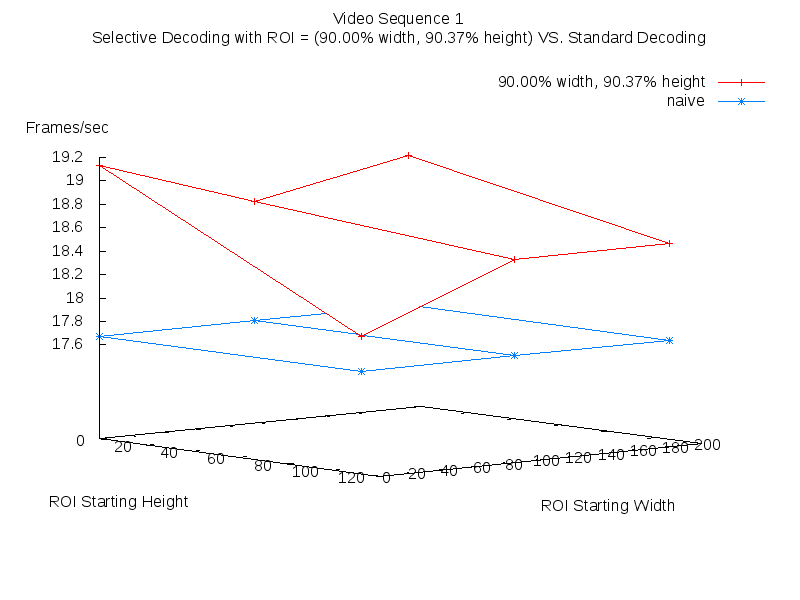 Video Sequence 1
Selective Decoding with ROI = (90.00% width, 90.37% height) VS. Standard Decoding
90.00% width, 90.37% height
naive
Frames/sec
19.2
19
18.8
18.6
18.4
18.2
18
17.8
17.6
0
20 40 60 80 100 120
0 20 40 60 80 100 120 140 160 180 200
ROI Starting Height
ROI Starting Width